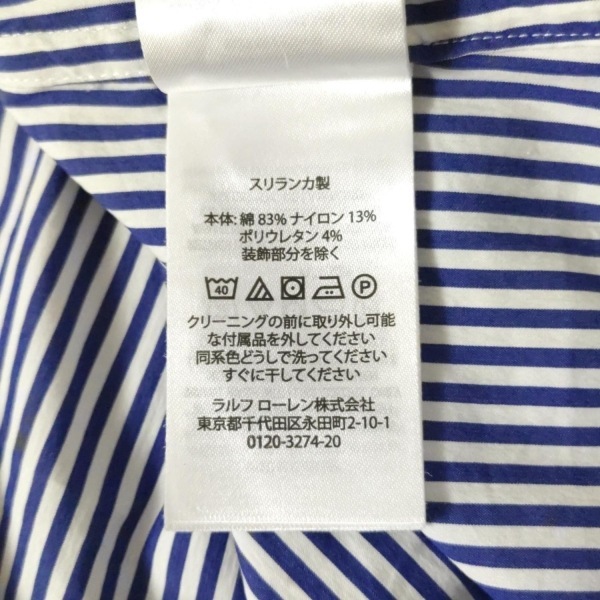 スリランカ製
本体: 綿 83% ナイロン 13%
ポリウレタン 4%
装飾部分を除く
40 P
クリーニングの前に取り外し可能
な付属品を外してください
同系色どうしで洗ってください
すぐに干してください
ラルフ ローレン株式会社
東京都千代田区永田町2-10-1
0120-3274-20